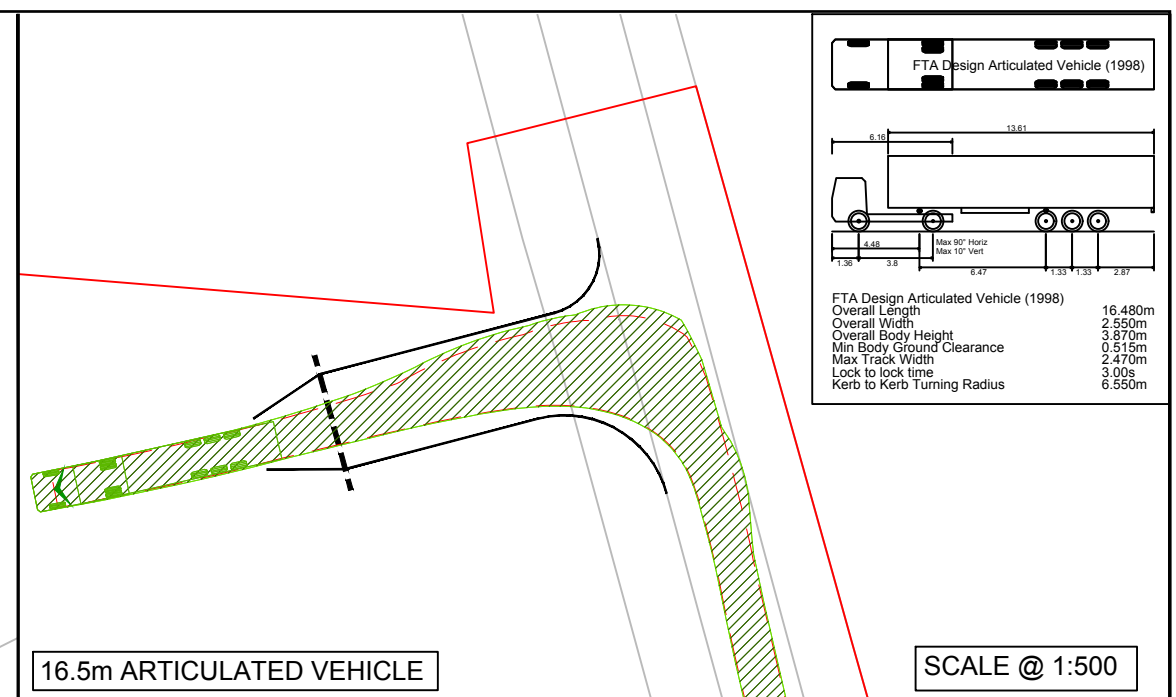 FTA Design Articulated Vehicle (1998)
13.61
6.16
4.48
Max 90° Horiz
Max 10° Vert
1.36
3.8
6.47
1.33
1.33
2.87
FTA Design Articulated Vehicle (1998)
Overall Length 16.480m
Overall Width 2.550m
Overall Body Height 3.870m
Min Body Ground Clearance 0.515m
Max Track Width 2.470m
Lock to lock time 3.00s
Kerb to Kerb Turning Radius 6.550m
16.5m ARTICULATED VEHICLE
SCALE @ 1:500